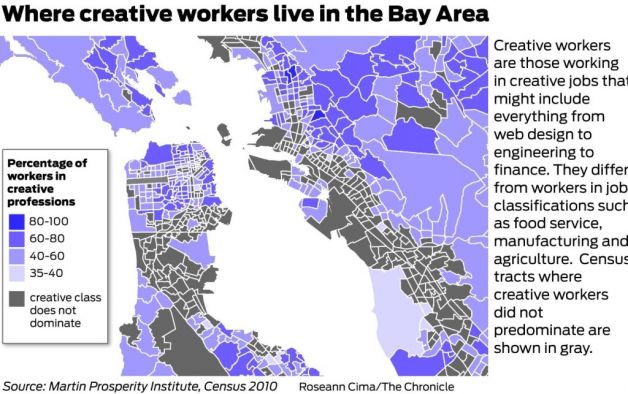 Where creative workers live in the Bay Area
Creative workers
are those working
in creative jobs that
might include
everything from
web design to
engineering to
finance. They differ
from workers in job
classifications such
as food service,
manufacturing and
agriculture. Census
tracts where
creative workers
did not
predominate are
shown in gray.
Percentage of
workers in
creative
professions
80-100
60-80
40-60
35-40
creative class
does not
dominate
Source: Martin Prosperity Institute, Census 2010
Roseann Cima/The Chronicle